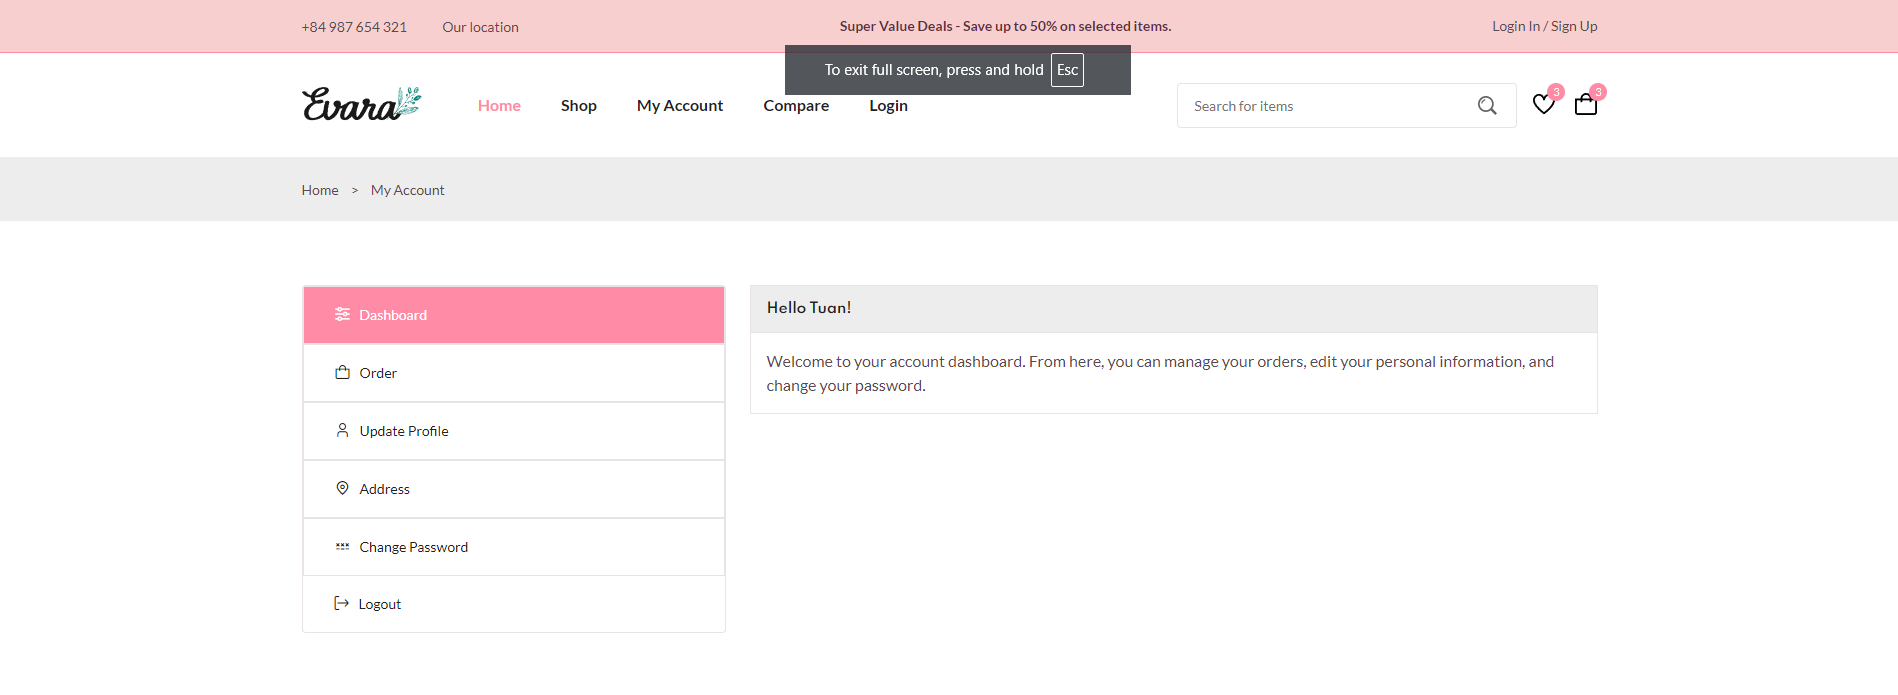 +84 987 654 321 Our location Super Value Deals - Save up to 50% on selected items. Login In / Sign Up
To exit full screen, press and hold Esc
Evara Home Shop My Account Compare Login Search for items 3 3
Home > My Account
Dashboard
Order
Update Profile
Address
Change Password
Logout
Hello Tuan!
Welcome to your account dashboard. From here, you can manage your orders, edit your personal information, and
change your password.